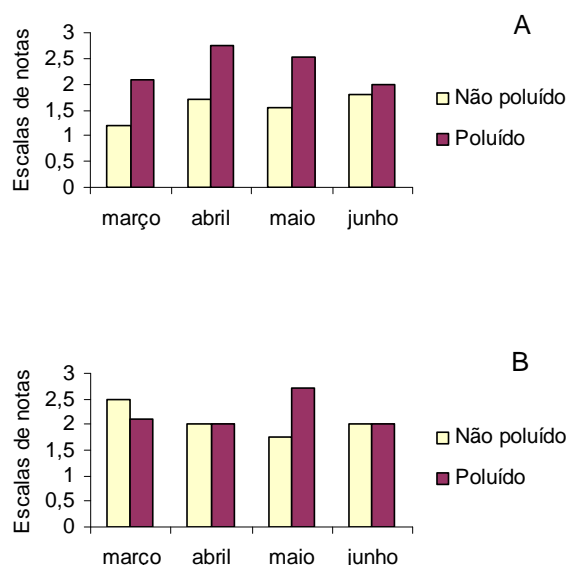 A
Escalas de notas
3
2,5
2
1,5
1
0,5
0
março abril maio junho
Não poluído
Poluído
B
Escalas de notas
3
2,5
2
1,5
1
0,5
0
março abril maio junho
Não poluído
Poluído